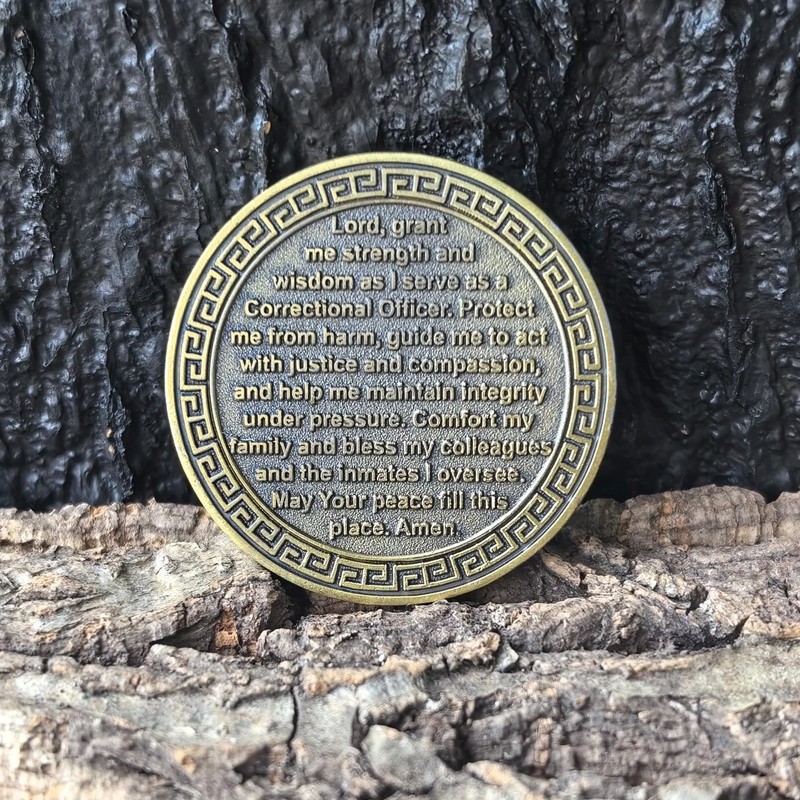 Lord, grant
me strength and
wisdom as I serve as a
Correctional Officer. Protect
me from harm, guide me to act
with justice and compassion,
and help me maintain integrity
under pressure. Comfort my
family and bless my colleagues
and the inmates I oversee.
May Your peace fill this
place. Amen.